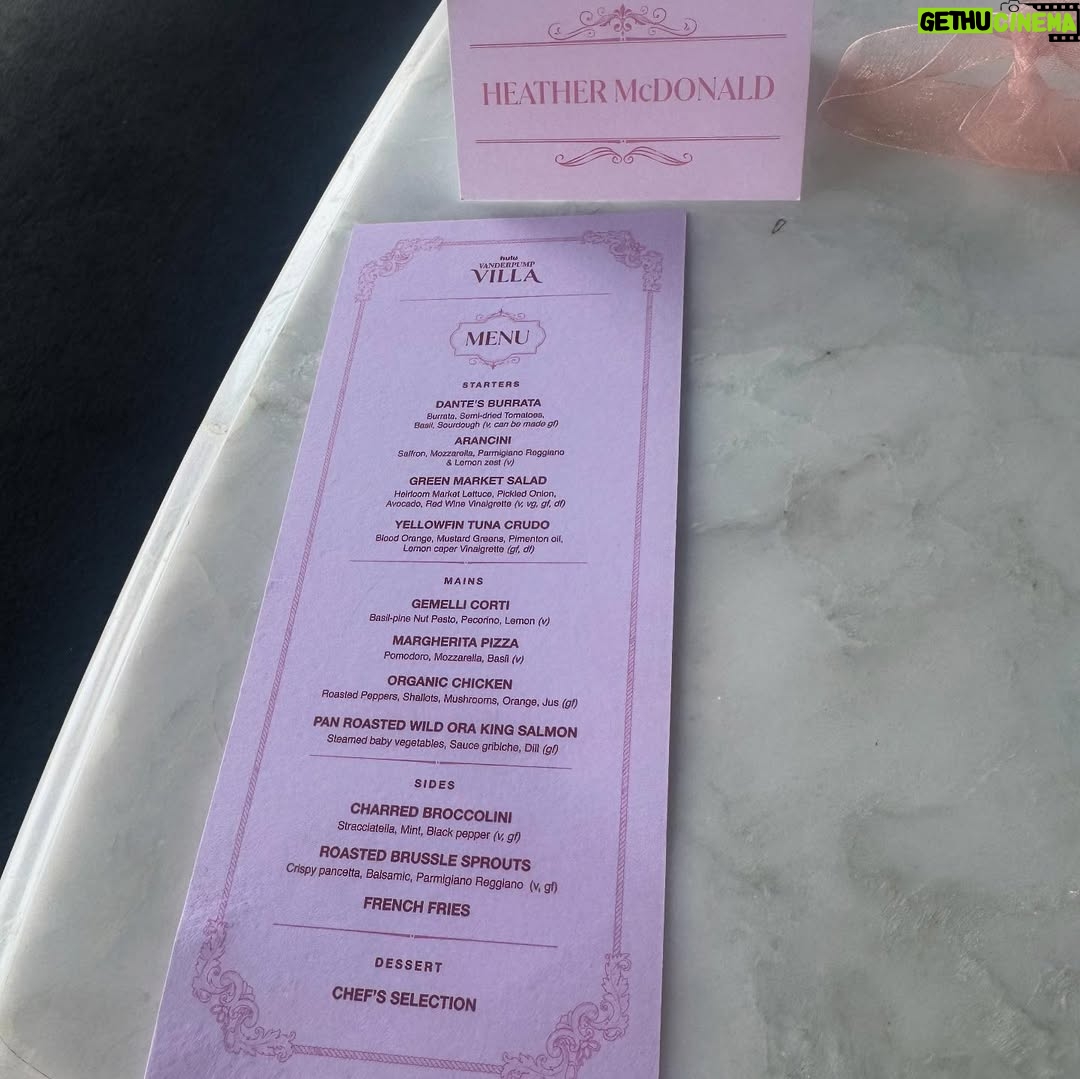 GETHUCINEMA
HEATHER McDONALD
hulu
VANDERPUMP
VILLA
MENU
STARTERS
DANTE'S BURRATA
Burrata, Semi-dried Tomatoes,
Basil, Sourdough (v, can be made gf)
ARANCINI
Saffron, Mozzarella, Parmigiano Reggiano
& Lemon zest (v)
GREEN MARKET SALAD
Heirloom Market Lettuce, Pickled Onion,
Avocado, Red Wine Vinaigrette (v, vg, gf, df)
YELLOWFIN TUNA CRUDO
Blood Orange, Mustard Greens, Pimenton oil,
Lemon caper Vinaigrette (gf, df)
MAINS
GEMELLI CORTI
Basil-pine Nut Pesto, Pecorino, Lemon (v)
MARGHERITA PIZZA
Pomodoro, Mozzarella, Basil (v)
ORGANIC CHICKEN
Roasted Peppers, Shallots, Mushrooms, Orange, Jus (gf)
PAN ROASTED WILD ORA KING SALMON
Steamed baby vegetables, Sauce gribiche, Dill (gf)
SIDES
CHARRED BROCCOLINI
Stracciatella, Mint, Black pepper (v, gf)
ROASTED BRUSSLE SPROUTS
Crispy pancetta, Balsamic, Parmigiano Reggiano (v, gf)
FRENCH FRIES
DESSERT
CHEF'S SELECTION